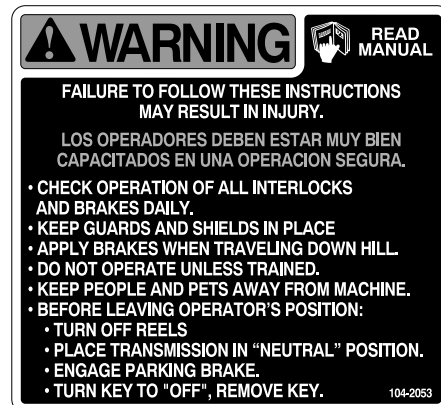 WARNING
READ
MANUAL
FAILURE TO FOLLOW THESE INSTRUCTIONS
MAY RESULT IN INJURY.
LOS OPERADORES DEBEN ESTAR MUY BIEN
CAPACITADOS EN UNA OPERACION SEGURA.
• CHECK OPERATION OF ALL INTERLOCKS
AND BRAKES DAILY.
• KEEP GUARDS AND SHIELDS IN PLACE
• APPLY BRAKES WHEN TRAVELING DOWN HILL.
• DO NOT OPERATE UNLESS TRAINED.
• KEEP PEOPLE AND PETS AWAY FROM MACHINE.
• BEFORE LEAVING OPERATOR'S POSITION:
• TURN OFF REELS
• PLACE TRANSMISSION IN “NEUTRAL” POSITION.
• ENGAGE PARKING BRAKE.
• TURN KEY TO "OFF", REMOVE KEY.
104-2053